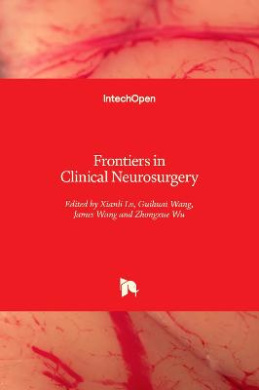 IntechOpen
Frontiers in
Clinical Neurosurgery
Edited by Xianli Lv, Guihuai Wang,
James Wang and Zhongxue Wu